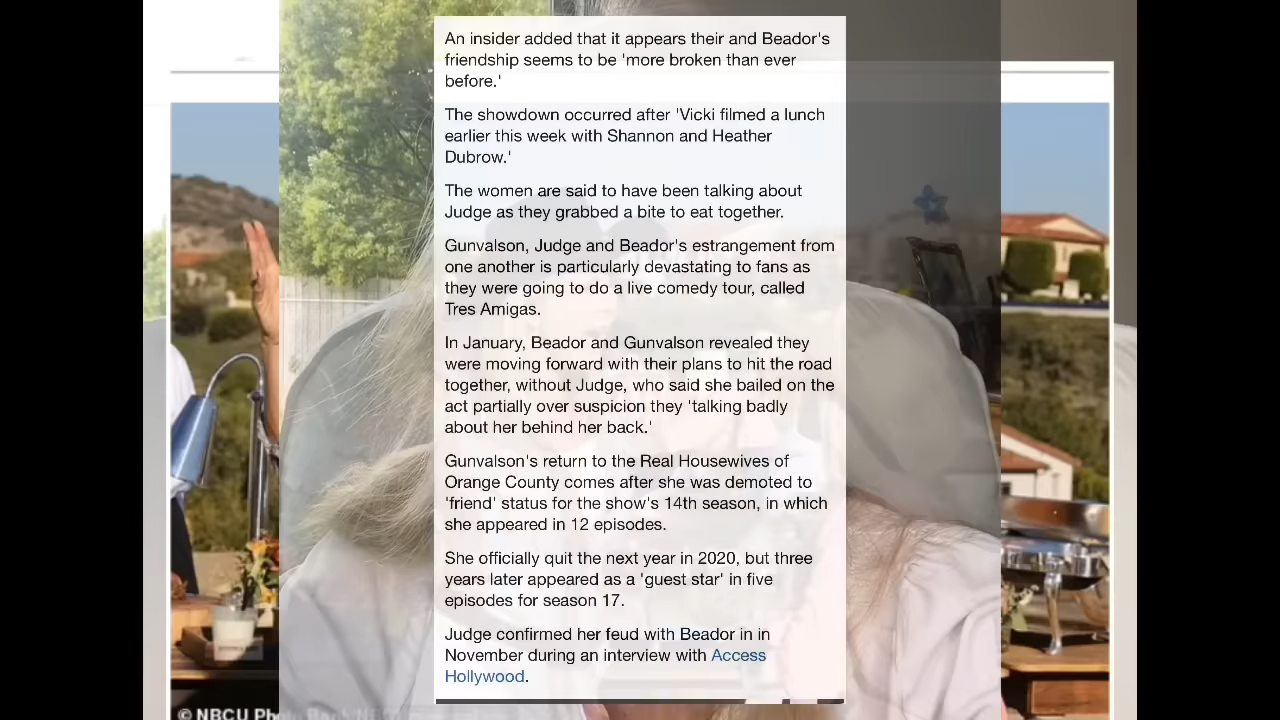 An insider added that it appears their and Beador's
friendship seems to be 'more broken than ever
before.'
The showdown occurred after 'Vicki filmed a lunch
earlier this week with Shannon and Heather
Dubrow.'
The women are said to have been talking about
Judge as they grabbed a bite to eat together.
Gunvalson, Judge and Beador's estrangement from
one another is particularly devastating to fans as
they were going to do a live comedy tour, called
Tres Amigas.
In January, Beador and Gunvalson revealed they
were moving forward with their plans to hit the road
together, without Judge, who said she bailed on the
act partially over suspicion they 'talking badly
about her behind her back.'
Gunvalson's return to the Real Housewives of
Orange County comes after she was demoted to
'friend' status for the show's 14th season, in which
she appeared in 12 episodes.
She officially quit the next year in 2020, but three
years later appeared as a 'guest star' in five
episodes for season 17.
Judge confirmed her feud with Beador in in
November during an interview with Access
Hollywood.
© NBCU